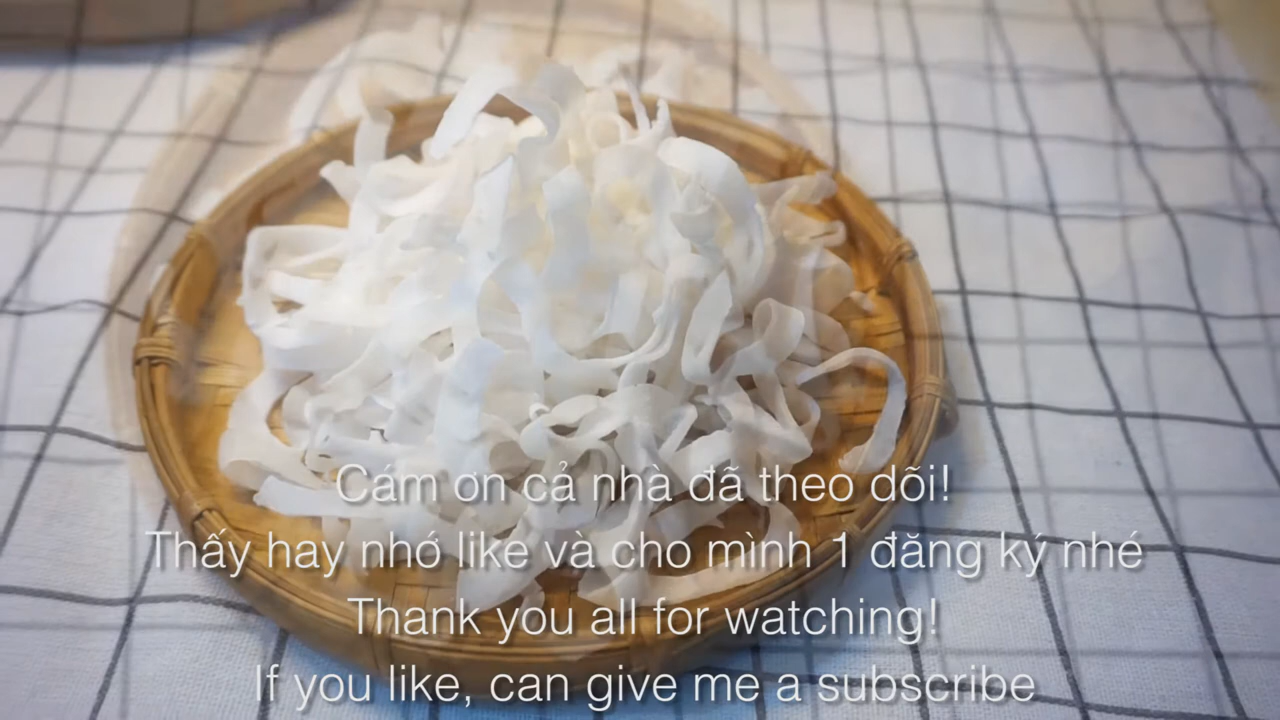 Cám ơn cả nhà đã theo dõi!
Thấy hay nhớ like và cho mình 1 đăng ký nhé
Thank you all for watching!
If you like, can give me a subscribe